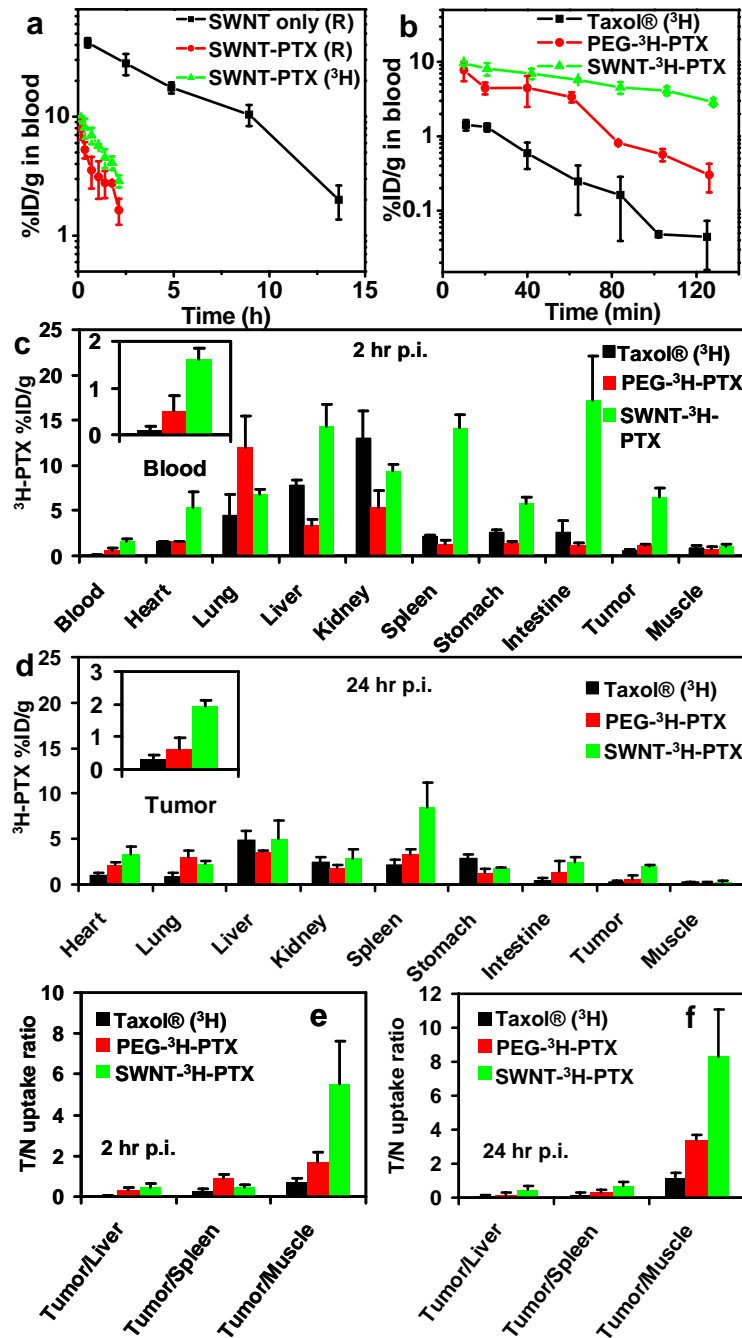 a
SWNT only (R)
SWNT-PTX (R)
SWNT-PTX (³H)
%ID/g in blood
10
1
0
5
10
15
Time (h)
b
Taxol® (³H)
PEG-³H-PTX
SWNT-³H-PTX
%ID/g in blood
10
1
0.1
0
40
80
120
Time (min)
c
2 hr p.i.
Taxol® (³H)
PEG-³H-PTX
SWNT-³H-
PTX
³H-PTX %ID/g
25
20
15
10
5
0
2
1
0
Blood
Blood
Heart
Lung
Liver
Kidney
Spleen
Stomach
Intestine
Tumor
Muscle
d
24 hr p.i.
Taxol® (³H)
PEG-³H-PTX
SWNT-³H-PTX
³H-PTX %ID/g
25
20
15
10
5
0
3
2
1
0
Tumor
Heart
Lung
Liver
Kidney
Spleen
Stomach
Intestine
Tumor
Muscle
e
Taxol® (³H)
PEG-³H-PTX
SWNT-³H-PTX
2 hr p.i.
T/N uptake ratio
10
8
6
4
2
0
Tumor/Liver
Tumor/Spleen
Tumor/Muscle
f
Taxol® (³H)
PEG-³H-PTX
SWNT-³H-PTX
24 hr p.i.
T/N uptake ratio
12
10
8
6
4
2
0
Tumor/Liver
Tumor/Spleen
Tumor/Muscle